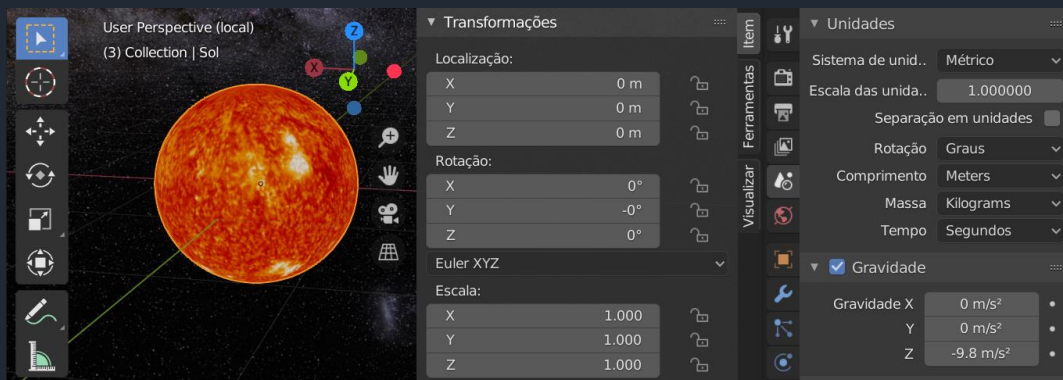 User Perspective (local)
(3) Collection | Sol
Z
X
Y
Transformações
Localização:
X 0 m
Y 0 m
Z 0 m
Rotação:
X 0°
Y -0°
Z 0°
Euler XYZ
Escala:
X 1.000
Y 1.000
Z 1.000
Item
Ferramentas
Visualizar
Unidades
Sistema de unid.. Métrico
Escala das unida.. 1.000000
Separação em unidades
Rotação Graus
Comprimento Meters
Massa Kilograms
Tempo Segundos
Gravidade
Gravidade X 0 m/s²
Y 0 m/s²
Z -9.8 m/s²